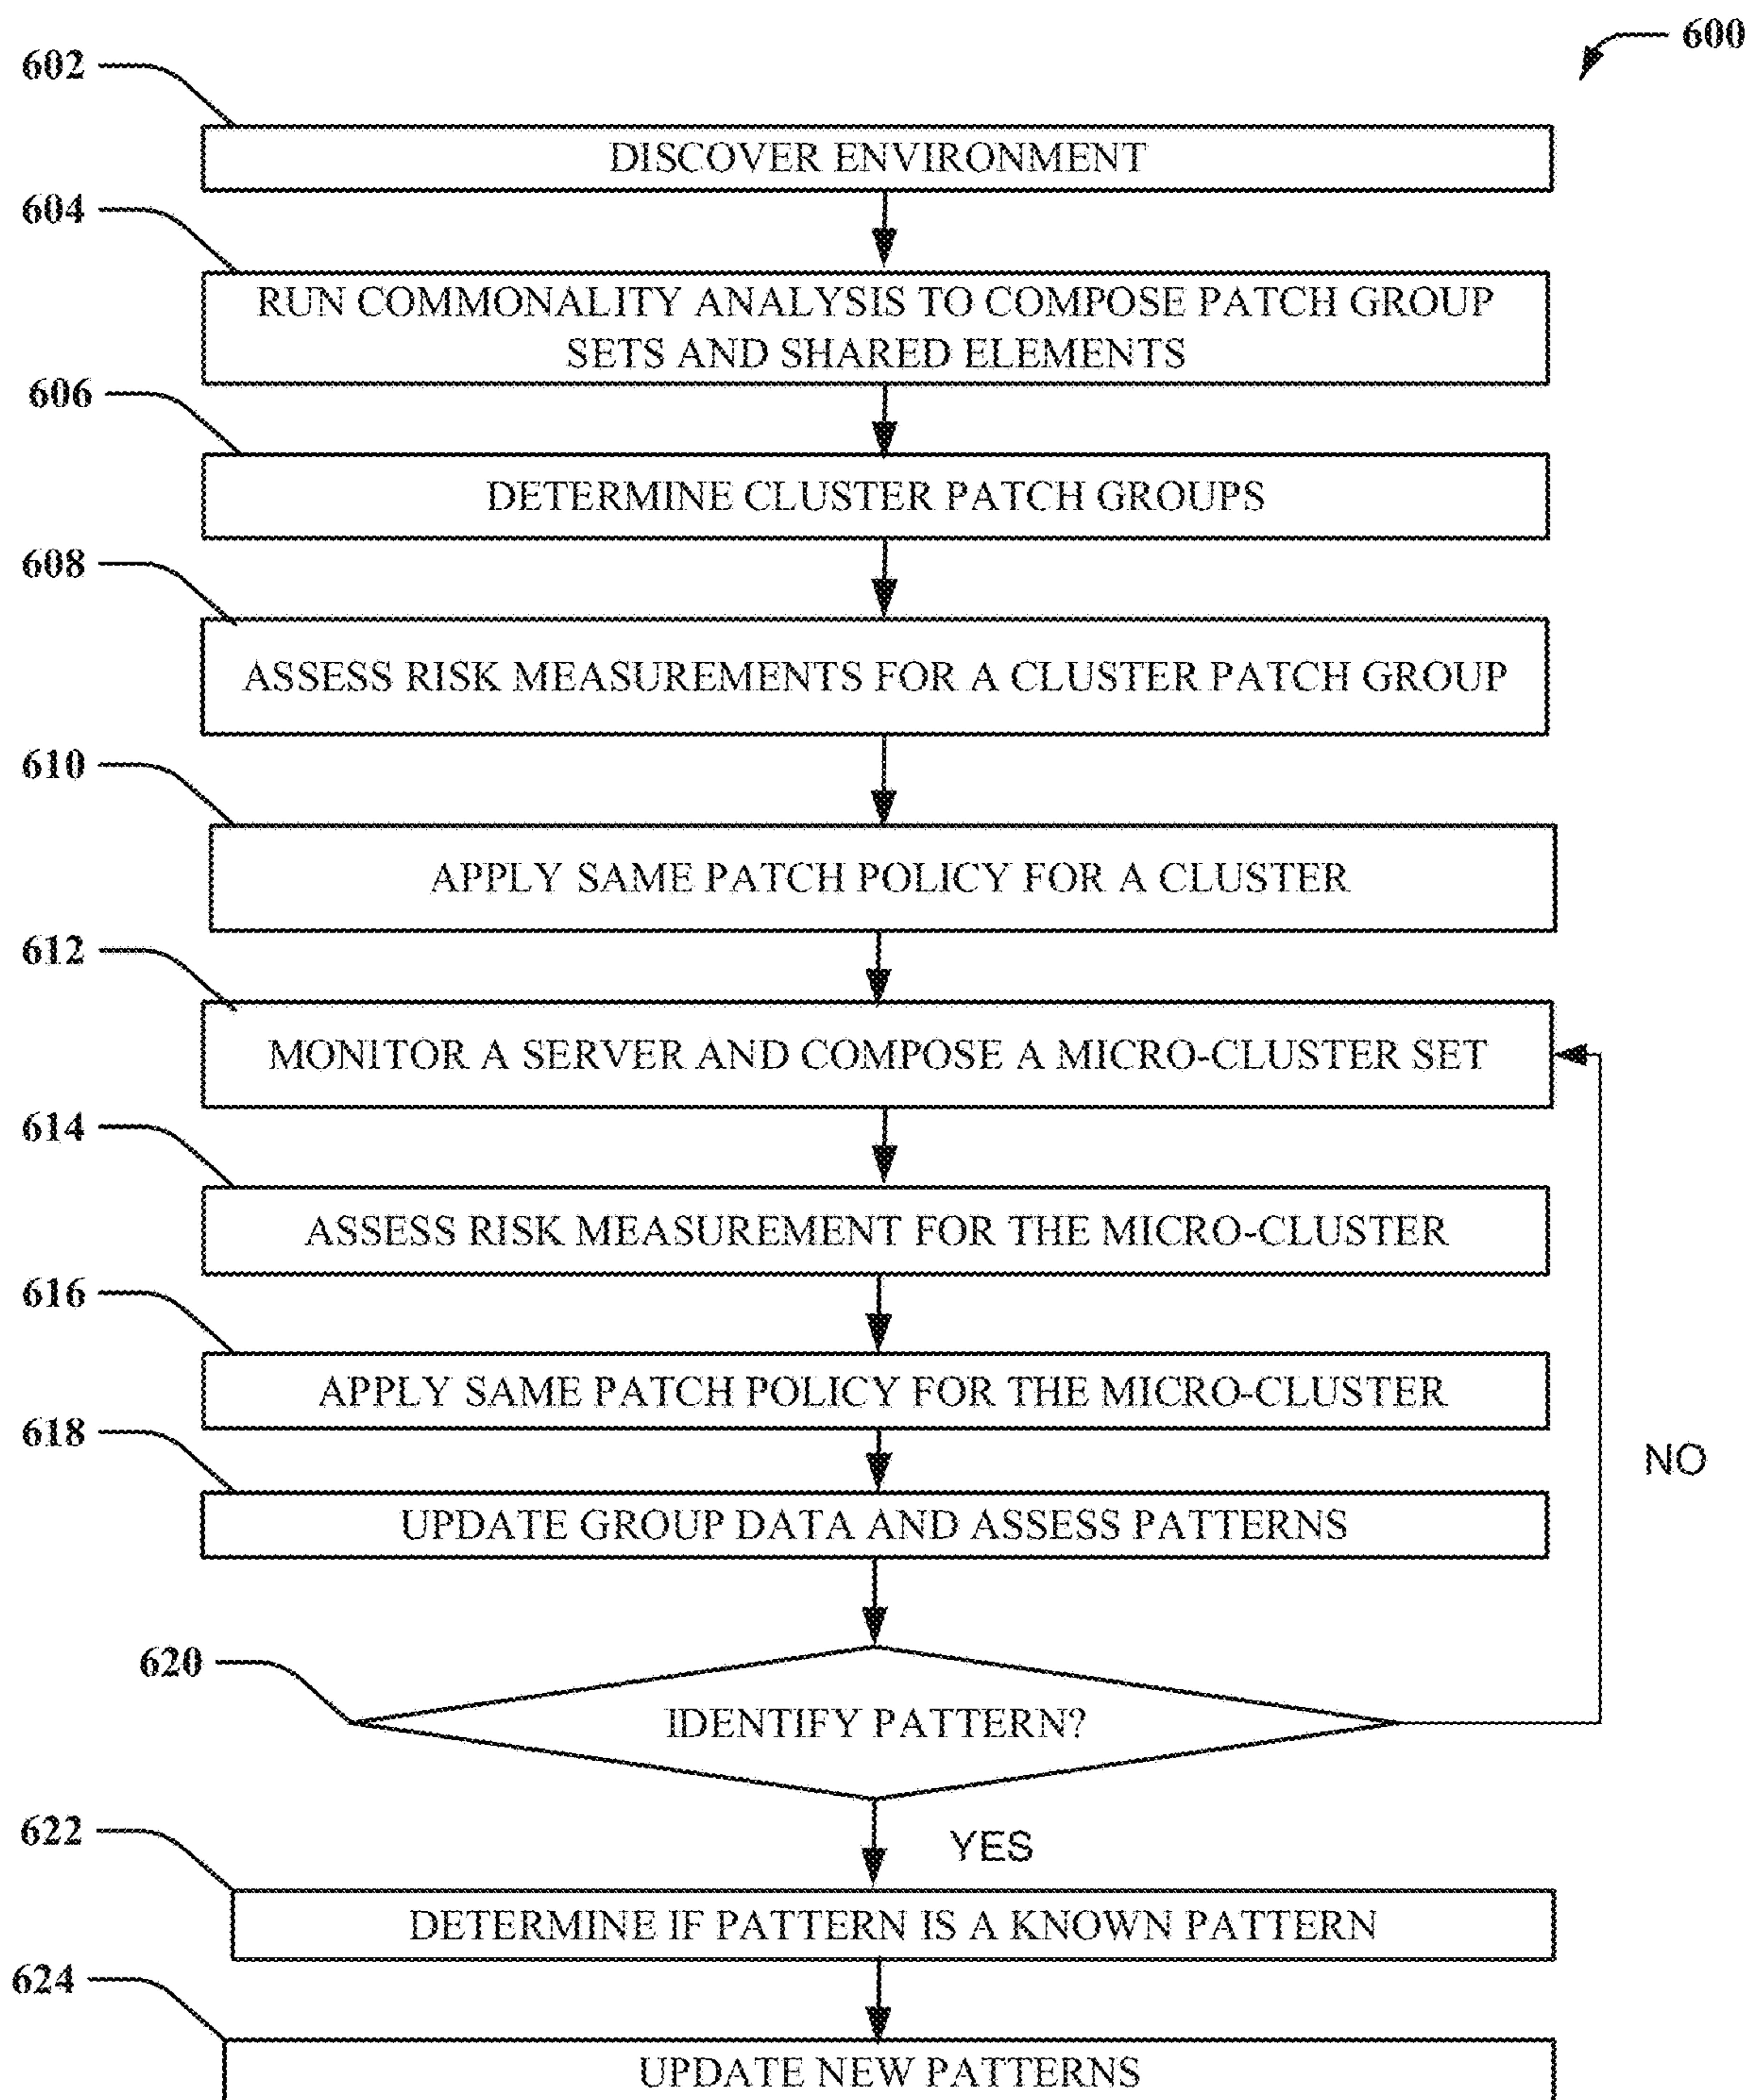 600
602
DISCOVER ENVIRONMENT
604
RUN COMMONALITY ANALYSIS TO COMPOSE PATCH GROUP
SETS AND SHARED ELEMENTS
606
DETERMINE CLUSTER PATCH GROUPS
608
ASSESS RISK MEASUREMENTS FOR A CLUSTER PATCH GROUP
610
APPLY SAME PATCH POLICY FOR A CLUSTER
612
MONITOR A SERVER AND COMPOSE A MICRO-CLUSTER SET
614
ASSESS RISK MEASUREMENT FOR THE MICRO-CLUSTER
616
APPLY SAME PATCH POLICY FOR THE MICRO-CLUSTER
618
NO
UPDATE GROUP DATA AND ASSESS PATTERNS
620
IDENTIFY PATTERN?
622
YES
DETERMINE IF PATTERN IS A KNOWN PATTERN
624
UPDATE NEW PATTERNS